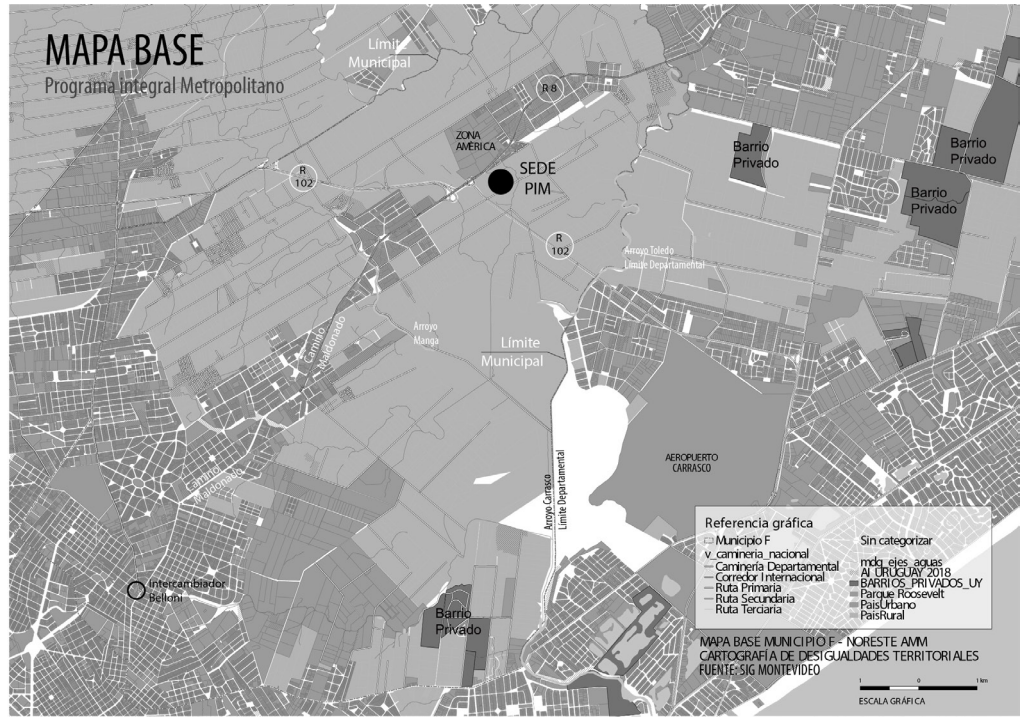 MAPA BASE
Programa Integral Metropolitano
Límite
Municipal
R 8
ZONA
AMÉRICA
SEDE
PIM
R
102
R
102
Barrio
Privado
Barrio
Privado
Barrio
Privado
Arroyo Toledo
Límite Departamental
Camino
Maldonado
Arroyo
Manga
Límite
Municipal
AEROPUERTO
CARRASCO
Camino
Maldonado
Arroyo Carrasco
Límite Departamental
Intercambiador
Belloni
Barrio
Privado
Referencia gráfica
Municipio F
v_camineria_nacional
Caminería Departamental
Corredor Internacional
Ruta Primaria
Ruta Secundaria
Ruta Terciaria
Sin categorizar
mdg_ejes_aguas
AI URUGUAY 2018
BARRIOS_PRIVADOS_UY
Parque Roosevelt
PaisUrbano
PaisRural
MAPA BASE MUNICIPIO F - NORESTE AMM
CARTOGRAFÍA DE DESIGUALDADES TERRITORIALES
FUENTE: SIG MONTEVIDEO
1 0 1 km
ESCALA GRÁFICA